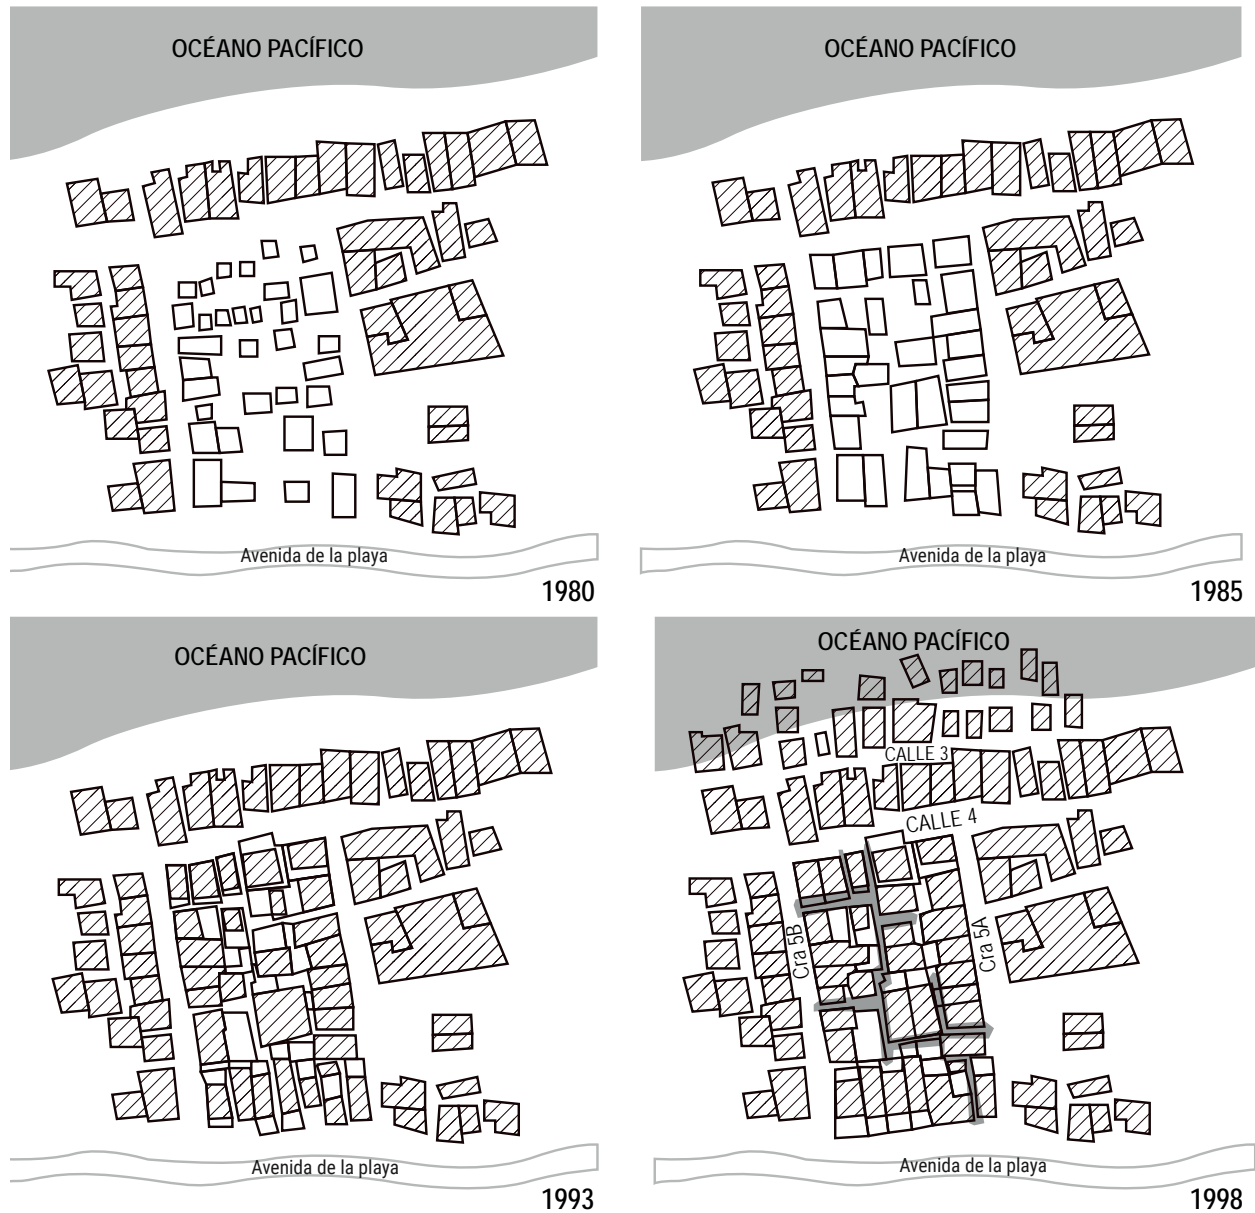 OCÉANO PACÍFICO
Avenida de la playa
1980
OCÉANO PACÍFICO
Avenida de la playa
1985
OCÉANO PACÍFICO
Avenida de la playa
1993
OCÉANO PACÍFICO
CALLE 3
CALLE 4
Cra 5B
Cra 5A
Avenida de la playa
1998